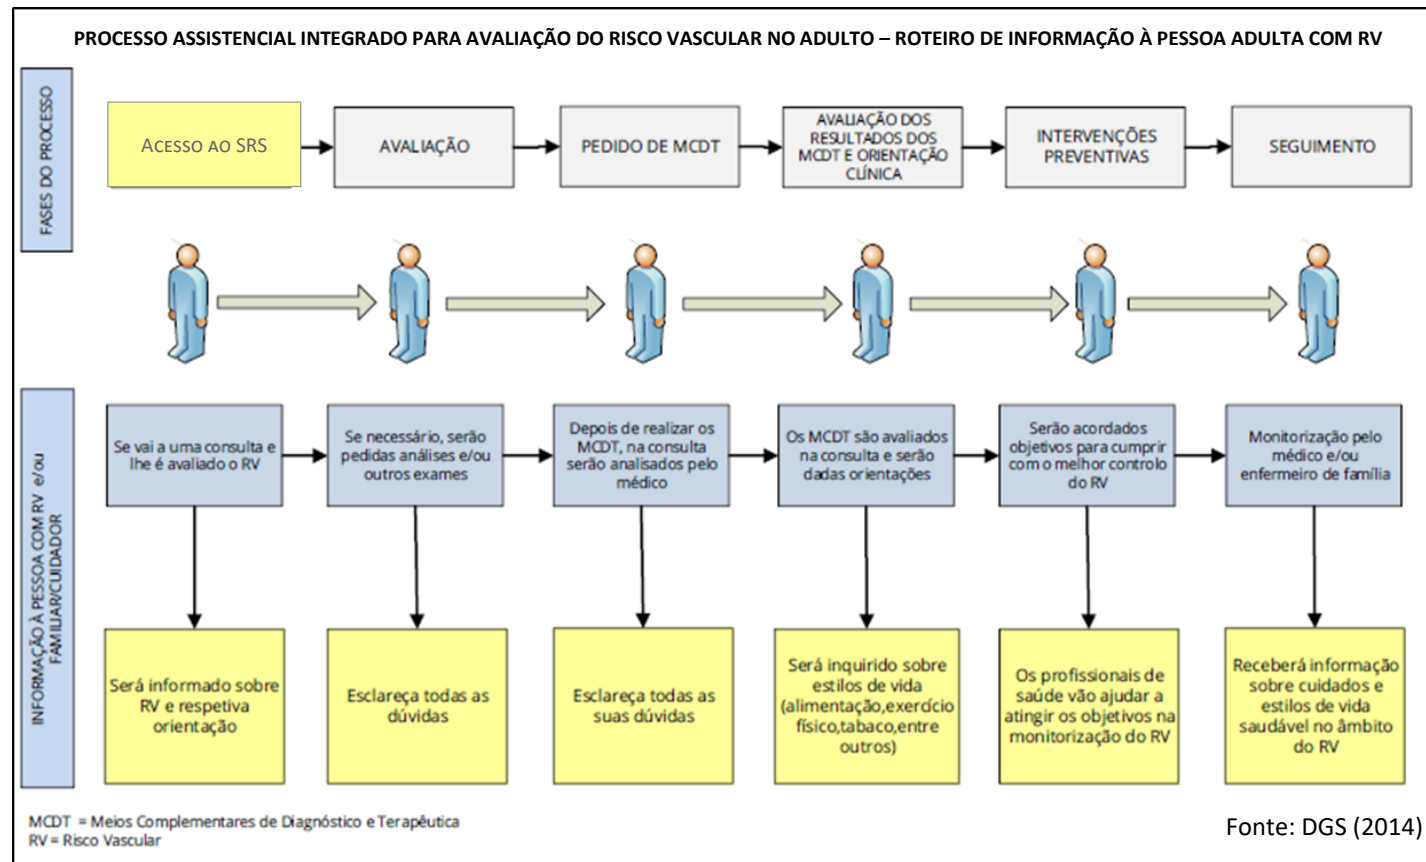 PROCESSO ASSISTENCIAL INTEGRADO PARA AVALIAÇÃO DO RISCO VASCULAR NO ADULTO – ROTEIRO DE INFORMAÇÃO À PESSOA ADULTA COM RV
FASES DO PROCESSO
ACESSO AO SRS
AVALIAÇÃO
PEDIDO DE MCDT
AVALIAÇÃO DOS
RESULTADOS DOS
MCDT E ORIENTAÇÃO
CLÍNICA
INTERVENÇÕES
PREVENTIVAS
SEGUIMENTO
INFORMAÇÃO À PESSOA COM RV e/ou
FAMILIAR/CUIDADOR
Se vai a uma consulta e
lhe é avaliado o RV
Se necessário, serão
pedidas análises e/ou
outros exames
Depois de realizar os
MCDT, na consulta
serão analisados pelo
médico
Os MCDT são avaliados
na consulta e serão
dadas orientações
Serão acordados
objetivos para cumprir
com o melhor controlo
do RV
Monitorização pelo
médico e/ou
enfermeiro de família
Será informado sobre
RV e respetiva
orientação
Esclareça todas as
dúvidas
Esclareça todas as
suas dúvidas
Será inquirido sobre
estilos de vida
(alimentação,exercício
físico,tabaco,entre
outros)
Os profissionais de
saúde vão ajudar a
atingir os objetivos na
monitorização do RV
Receberá informação
sobre cuidados e
estilos de vida
saudável no âmbito
do RV
MCDT = Meios Complementares de Diagnóstico e Terapêutica
RV = Risco Vascular
Fonte: DGS (2014)